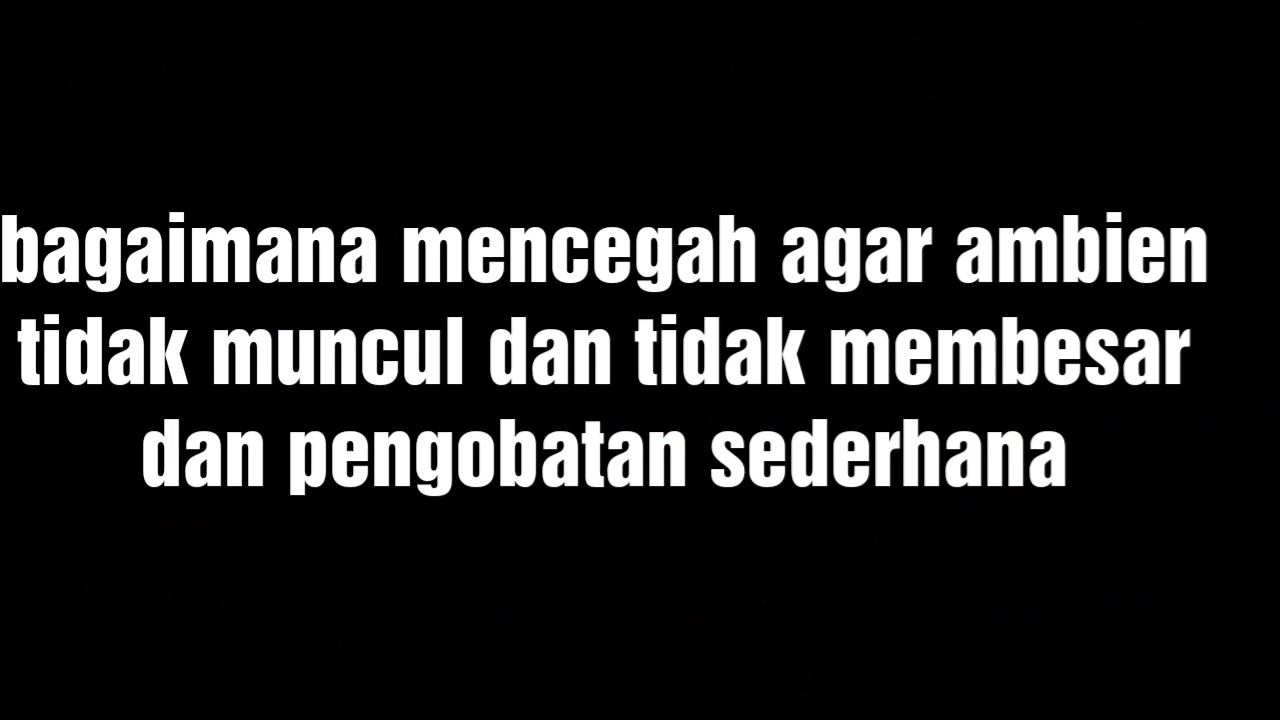 bagaimana mencegah agar ambien
tidak muncul dan tidak membesar
dan pengobatan sederhana